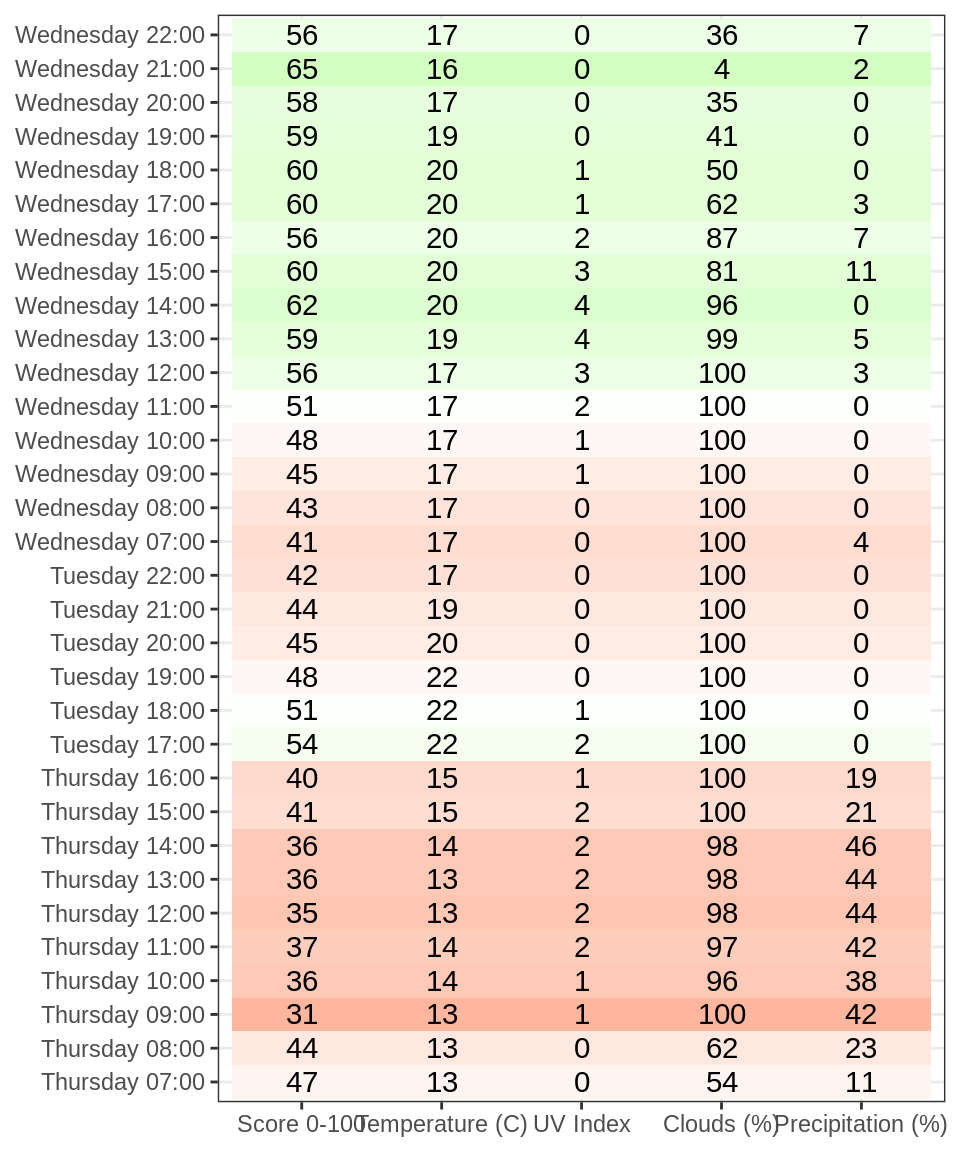 Wednesday 22:00 56 17 0 36 7
Wednesday 21:00 65 16 0 4 2
Wednesday 20:00 58 17 0 35 0
Wednesday 19:00 59 19 0 41 0
Wednesday 18:00 60 20 1 50 0
Wednesday 17:00 60 20 1 62 3
Wednesday 16:00 56 20 2 87 7
Wednesday 15:00 60 20 3 81 11
Wednesday 14:00 62 20 4 96 0
Wednesday 13:00 59 19 4 99 5
Wednesday 12:00 56 17 3 100 3
Wednesday 11:00 51 17 2 100 0
Wednesday 10:00 48 17 1 100 0
Wednesday 09:00 45 17 1 100 0
Wednesday 08:00 43 17 0 100 0
Wednesday 07:00 41 17 0 100 4
Tuesday 22:00 42 17 0 100 0
Tuesday 21:00 44 19 0 100 0
Tuesday 20:00 45 20 0 100 0
Tuesday 19:00 48 22 0 100 0
Tuesday 18:00 51 22 1 100 0
Tuesday 17:00 54 22 2 100 0
Thursday 16:00 40 15 1 100 19
Thursday 15:00 41 15 2 100 21
Thursday 14:00 36 14 2 98 46
Thursday 13:00 36 13 2 98 44
Thursday 12:00 35 13 2 98 44
Thursday 11:00 37 14 2 97 42
Thursday 10:00 36 14 1 96 38
Thursday 09:00 31 13 1 100 42
Thursday 08:00 44 13 0 62 23
Thursday 07:00 47 13 0 54 11
Score 0-100 Temperature (C) UV Index Clouds (%) Precipitation (%)